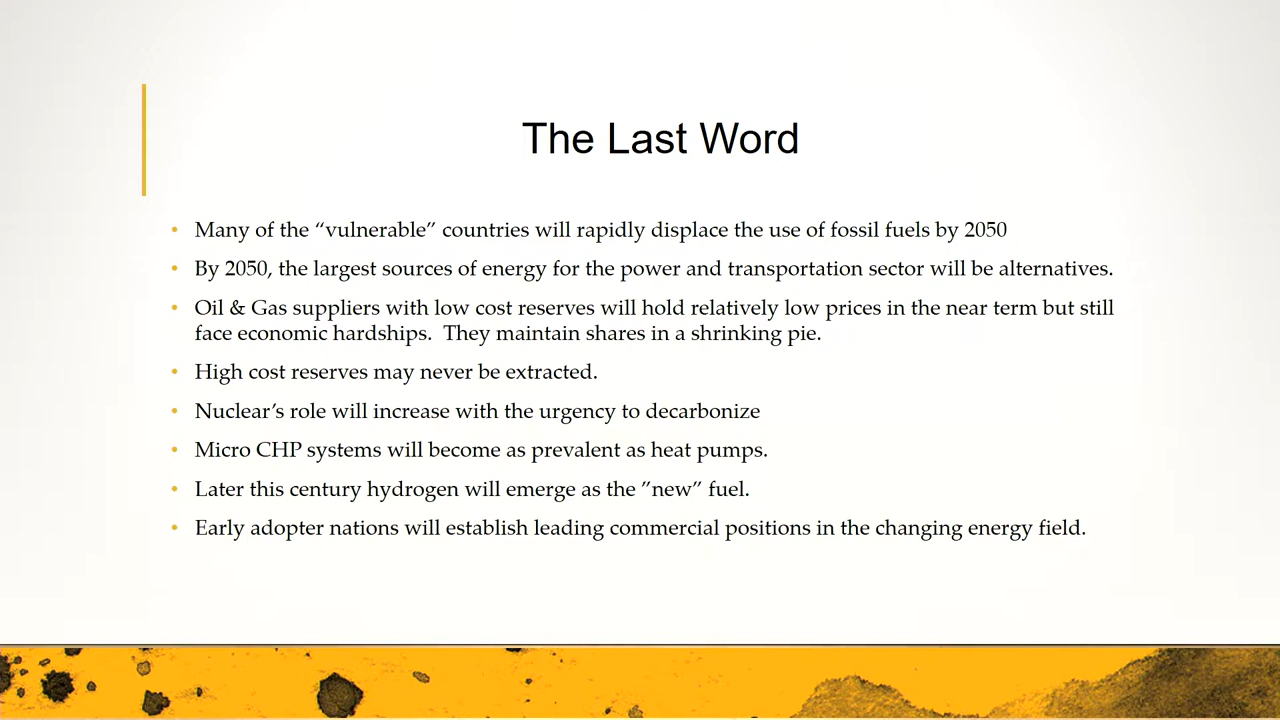 The Last Word
• Many of the “vulnerable” countries will rapidly displace the use of fossil fuels by 2050
• By 2050, the largest sources of energy for the power and transportation sector will be alternatives.
• Oil & Gas suppliers with low cost reserves will hold relatively low prices in the near term but still
face economic hardships.  They maintain shares in a shrinking pie.
• High cost reserves may never be extracted.
• Nuclear’s role will increase with the urgency to decarbonize
• Micro CHP systems will become as prevalent as heat pumps.
• Later this century hydrogen will emerge as the ”new” fuel.
• Early adopter nations will establish leading commercial positions in the changing energy field.